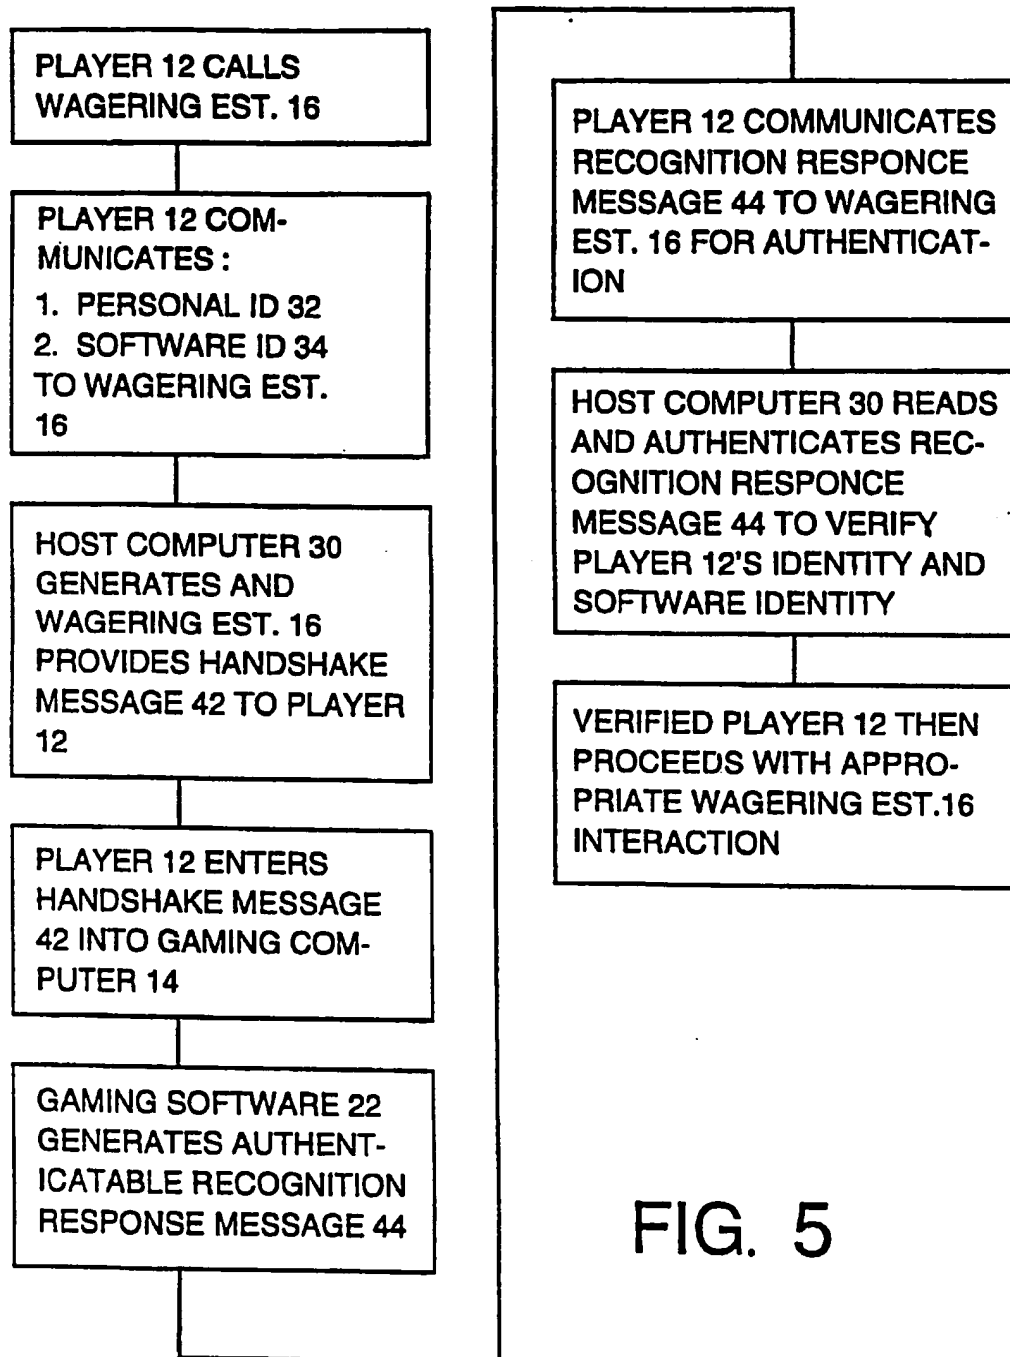 PLAYER 12 CALLS
WAGERING EST. 16
PLAYER 12 COM-
MUNICATES :
1. PERSONAL ID 32
2. SOFTWARE ID 34
TO WAGERING EST.
16
HOST COMPUTER 30
GENERATES AND
WAGERING EST. 16
PROVIDES HANDSHAKE
MESSAGE 42 TO PLAYER
12
PLAYER 12 ENTERS
HANDSHAKE MESSAGE
42 INTO GAMING COM-
PUTER 14
GAMING SOFTWARE 22
GENERATES AUTHENT-
ICATABLE RECOGNITION
RESPONSE MESSAGE 44
PLAYER 12 COMMUNICATES
RECOGNITION RESPONCE
MESSAGE 44 TO WAGERING
EST. 16 FOR AUTHENTICAT-
ION
HOST COMPUTER 30 READS
AND AUTHENTICATES REC-
OGNITION RESPONCE
MESSAGE 44 TO VERIFY
PLAYER 12'S IDENTITY AND
SOFTWARE IDENTITY
VERIFIED PLAYER 12 THEN
PROCEEDS WITH APPRO-
PRIATE WAGERING EST.16
INTERACTION
FIG. 5